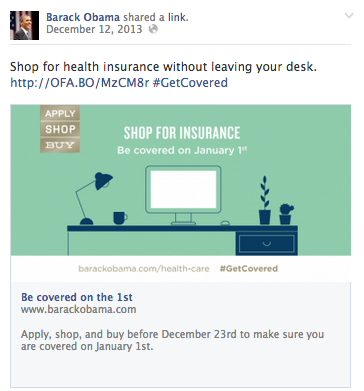 Barack Obama shared a link.
December 12, 2013
Shop for health insurance without leaving your desk.
http://OFA.BO/MzCM8r #GetCovered
APPLY
SHOP
BUY
SHOP FOR INSURANCE
Be covered on January 1st
barackobama.com/health-care #GetCovered
Be covered on the 1st
www.barackobama.com
Apply, shop, and buy before December 23rd to make sure you
are covered on January 1st.